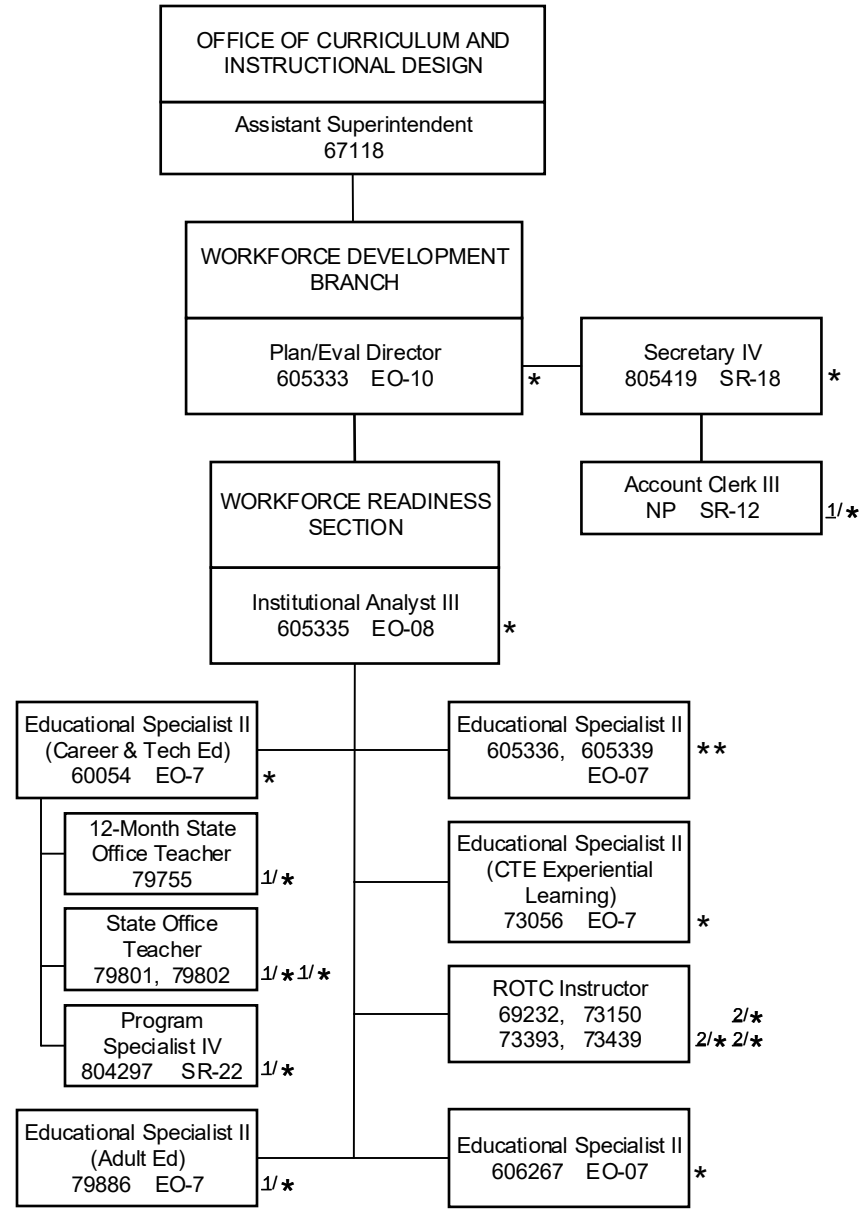 OFFICE OF CURRICULUM AND
INSTRUCTIONAL DESIGN
Assistant Superintendent
67118
WORKFORCE DEVELOPMENT
BRANCH
Plan/Eval Director
605333 EO-10 *
Secretary IV
805419 SR-18 *
Account Clerk III
NP SR-12 1/*
WORKFORCE READINESS
SECTION
Institutional Analyst III
605335 EO-08 *
Educational Specialist II
(Career & Tech Ed)
60054 EO-7 *
12-Month State
Office Teacher
79755 1/*
State Office
Teacher
79801, 79802 1/* 1/*
Program
Specialist IV
804297 SR-22 1/*
Educational Specialist II
(Adult Ed)
79886 EO-7 1/*
Educational Specialist II
605336, 605339 **
EO-07
Educational Specialist II
(CTE Experiential
Learning)
73056 EO-7 *
ROTC Instructor
69232, 73150 2/*
73393, 73439 2/* 2/*
Educational Specialist II
606267 EO-07 *